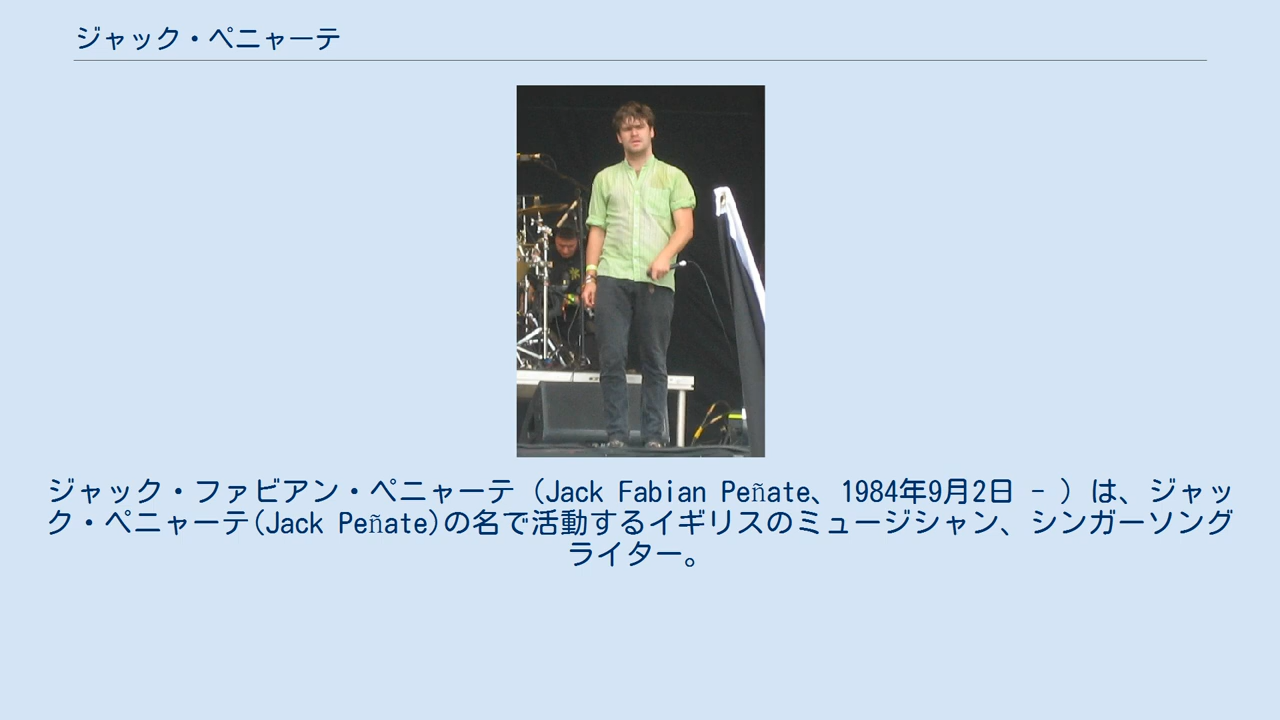 ジャック・ペニャーテ
ジャック・ファビアン・ペニャーテ (Jack Fabian Peñate、1984年9月2日 - ) は、ジャッ
ク・ペニャーテ(Jack Peñate)の名で活動するイギリスのミュージシャン、シンガーソング
ライター。